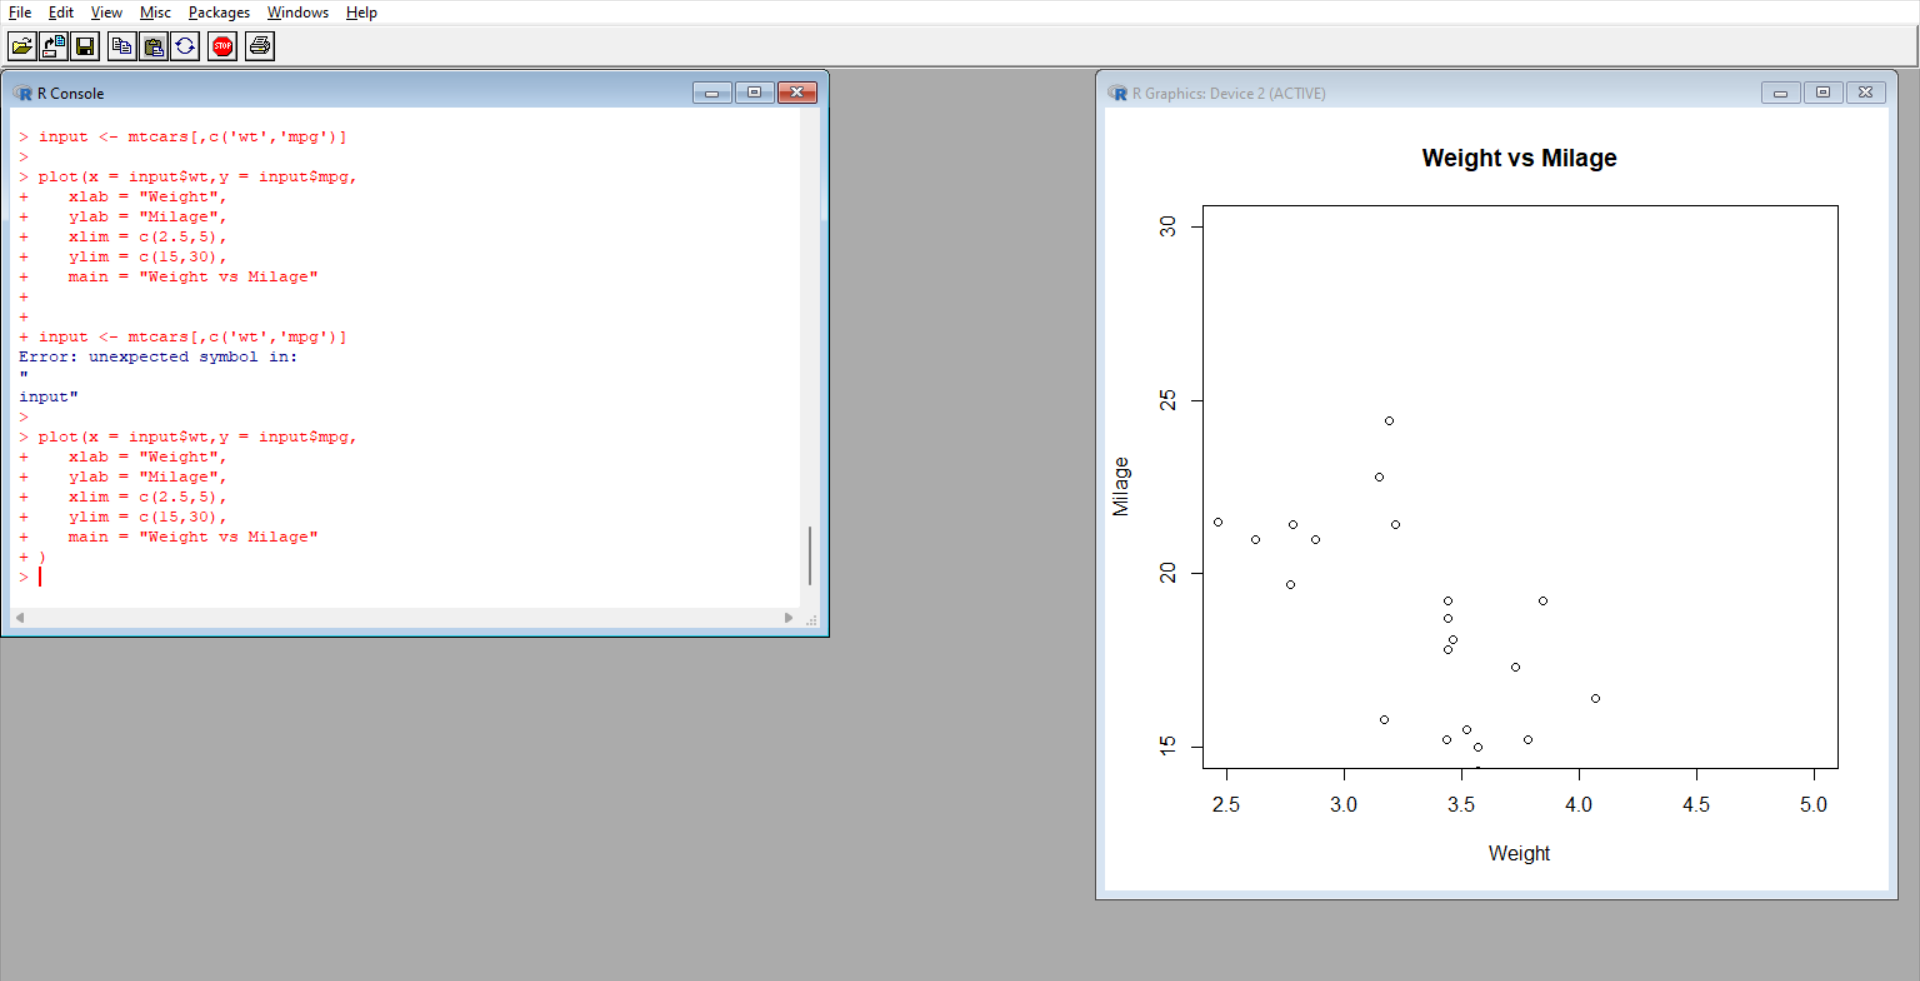 File Edit View Misc Packages Windows Help
STOP
R Console
> input <- mtcars[,c('wt','mpg')]
>
> plot(x = input$wt,y = input$mpg,
+    xlab = "Weight",
+    ylab = "Milage",
+    xlim = c(2.5,5),
+    ylim = c(15,30),
+    main = "Weight vs Milage"
+
+
+ input <- mtcars[,c('wt','mpg')]
Error: unexpected symbol in:
"
input"
>
> plot(x = input$wt,y = input$mpg,
+    xlab = "Weight",
+    ylab = "Milage",
+    xlim = c(2.5,5),
+    ylim = c(15,30),
+    main = "Weight vs Milage"
+ )
>
R Graphics: Device 2 (ACTIVE)
Weight vs Milage
30
25
20
15
Milage
2.5 3.0 3.5 4.0 4.5 5.0
Weight